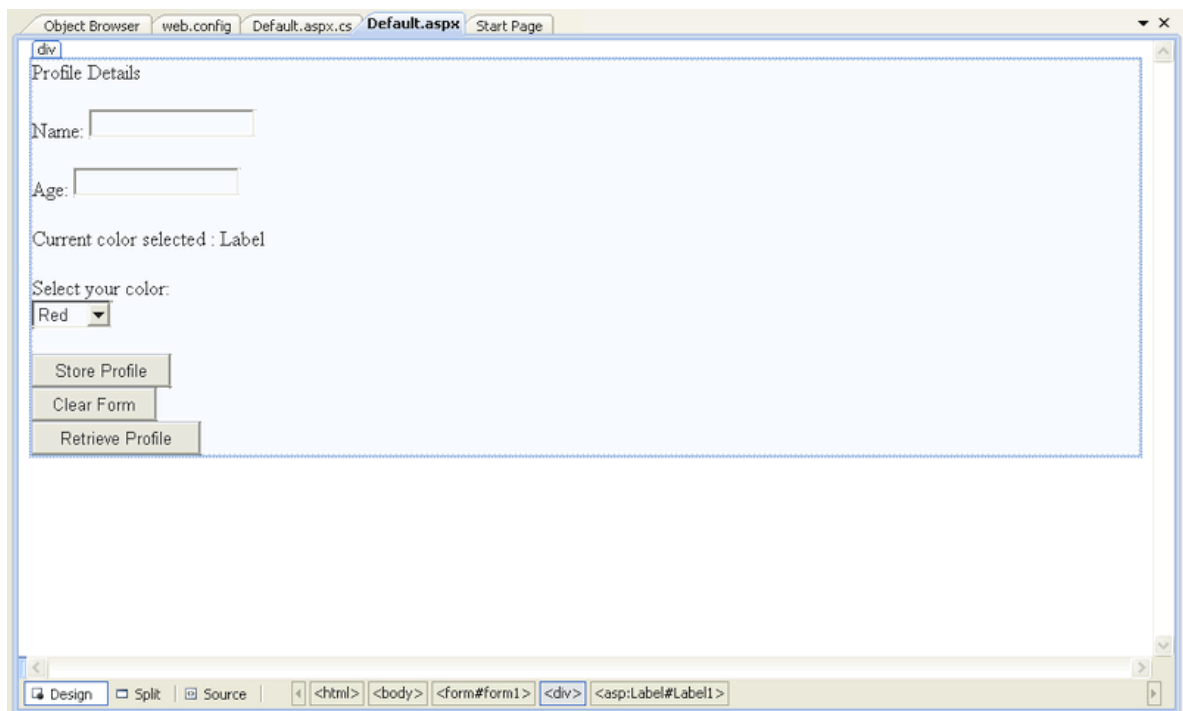 Object Browser web.config Default.aspx.cs Default.aspx Start Page
div
Profile Details
Name:
Age:
Current color selected : Label
Select your color:
Red
Store Profile
Clear Form
Retrieve Profile
Design Split Source <html> <body> <form#form1> <div> <asp:Label#Label1>